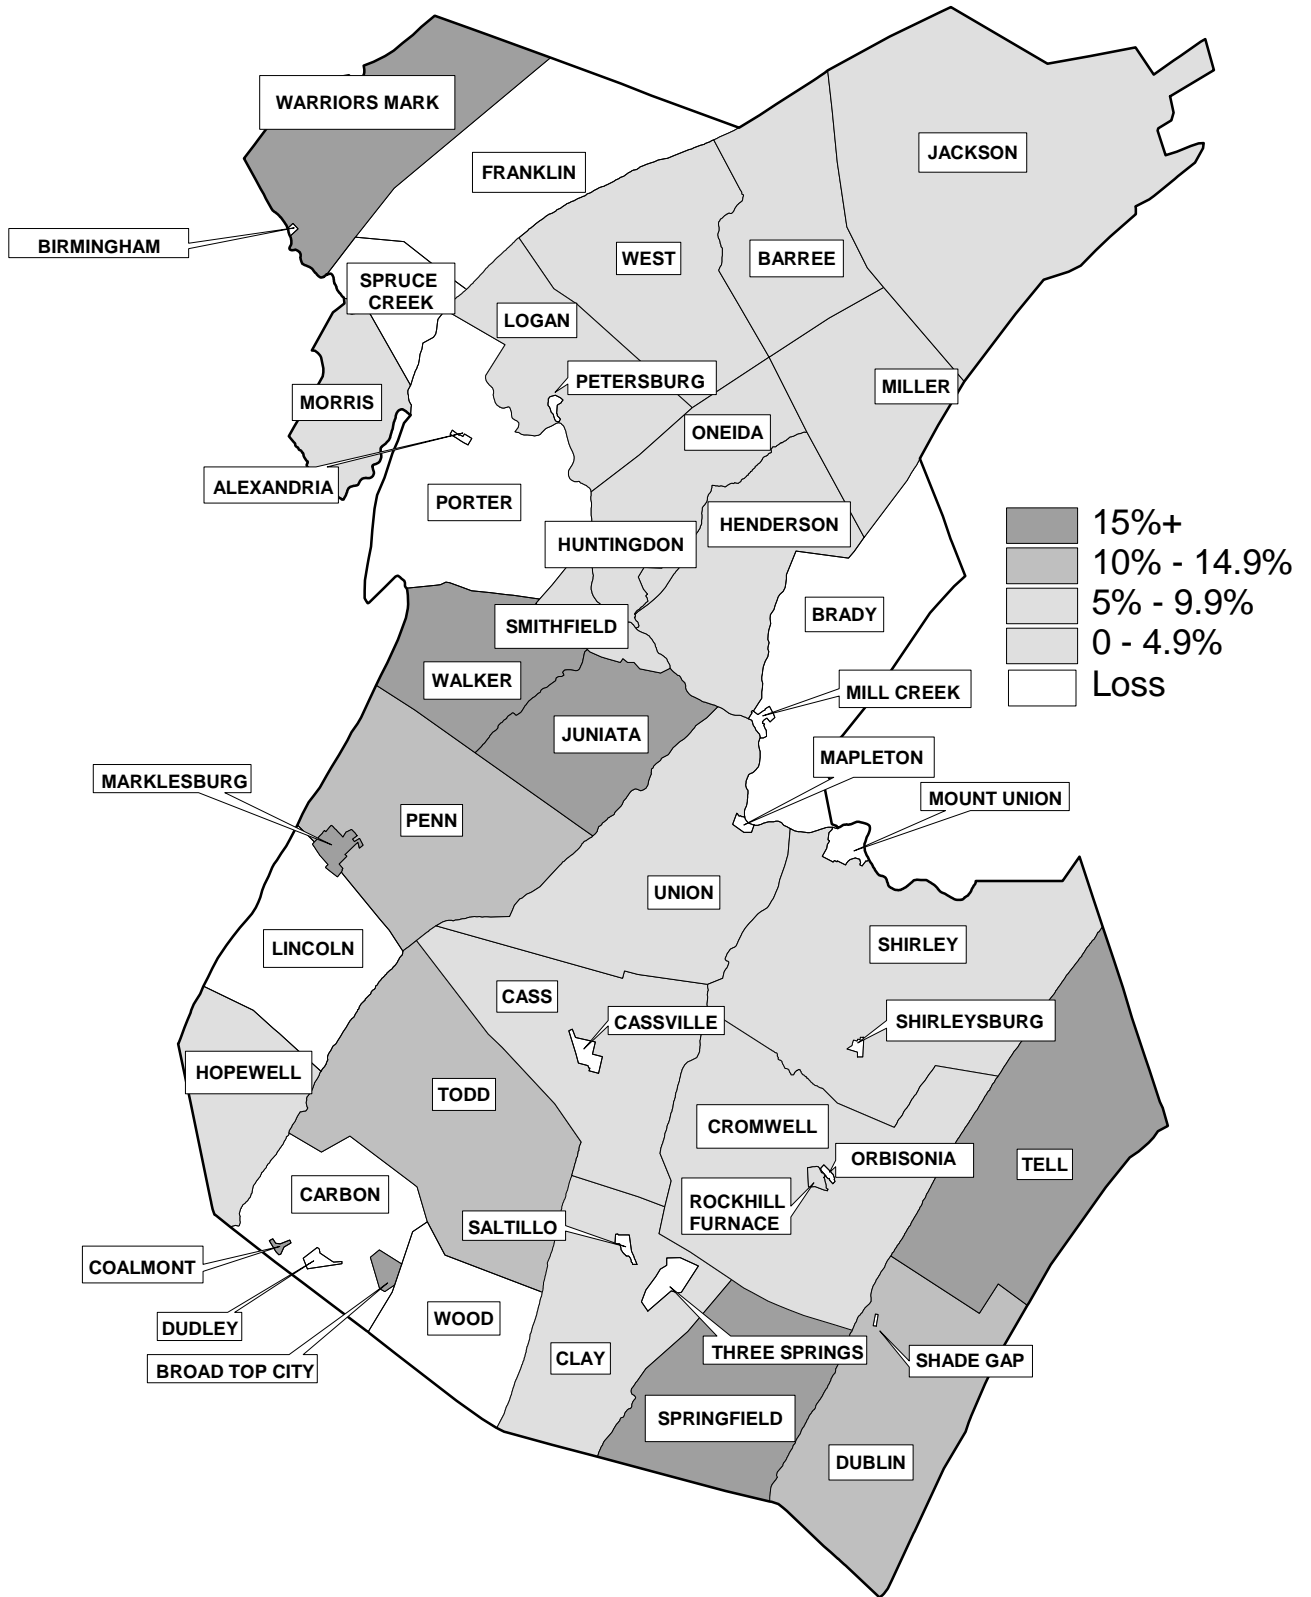 WARRIORS MARK
FRANKLIN
JACKSON
BIRMINGHAM
WEST
BARREE
SPRUCE
CREEK
LOGAN
PETERSBURG
MILLER
MORRIS
ONEIDA
ALEXANDRIA
PORTER
HENDERSON
HUNTINGDON
15%+
10% - 14.9%
5% - 9.9%
0 - 4.9%
Loss
BRADY
SMITHFIELD
WALKER
MILL CREEK
JUNIATA
MAPLETON
MARKLESBURG
MOUNT UNION
PENN
UNION
LINCOLN
SHIRLEY
CASS
CASSVILLE
SHIRLEYSBURG
HOPEWELL
TODD
CROMWELL
ORBISONIA
TELL
CARBON
ROCKHILL
FURNACE
SALTILLO
COALMONT
DUDLEY
WOOD
THREE SPRINGS
BROAD TOP CITY
CLAY
SHADE GAP
SPRINGFIELD
DUBLIN